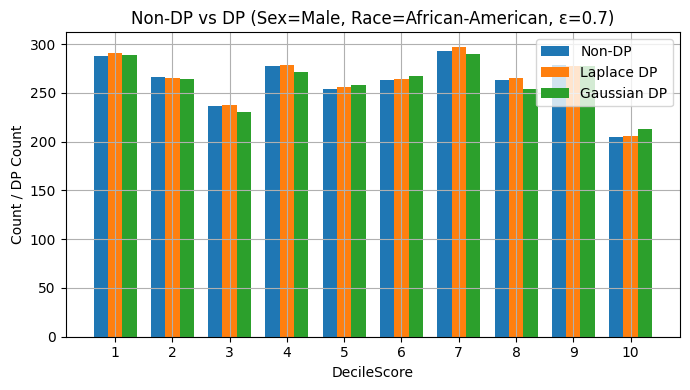 Non-DP vs DP (Sex=Male, Race=African-American, ε=0.7)
Count / DP Count
300
250
200
150
100
50
0
Non-DP
Laplace DP
Gaussian DP
1 2 3 4 5 6 7 8 9 10
DecileScore